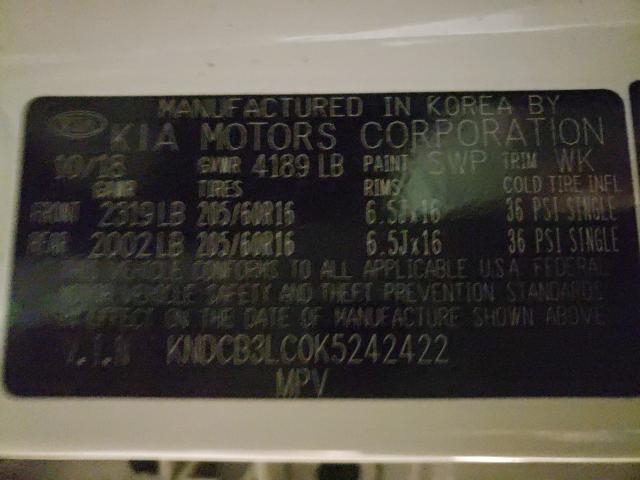 MANUFACTURED IN KOREA BY
KIA MOTORS CORPORATION
10/18 GVWR 4189 LB PAINT SWP TRIM WK
GAWR TIRES RIMS COLD TIRE INFL
FRONT 2319 LB 205/60R16 6.5Jx16 36 PSI SINGLE
REAR 2002 LB 205/60R16 6.5Jx16 36 PSI SINGLE
THIS VEHICLE CONFORMS TO ALL APPLICABLE U.S.A. FEDERAL
MOTOR VEHICLE SAFETY AND THEFT PREVENTION STANDARDS
IN EFFECT ON THE DATE OF MANUFACTURE SHOWN ABOVE.
V.I.N KNDCB3LC0K5242422
MPV